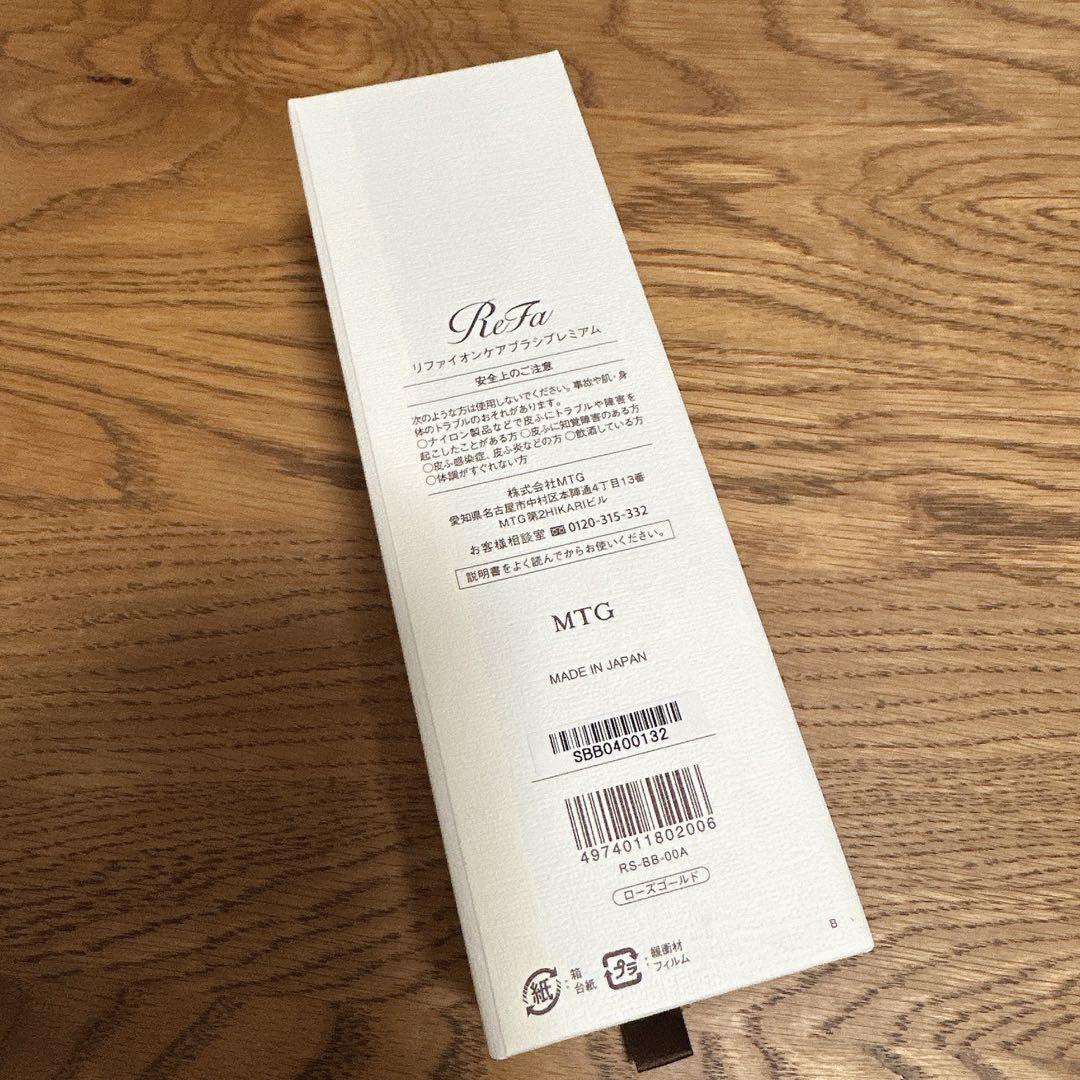 ReFa
リファイオンケアブラシプレミアム
安全上のご注意
次のような方は使用しないでください。事故や肌・身
体のトラブルのおそれがあります。
○ナイロン製品などで皮ふにトラブルや障害を
起こしたことがある方 ○皮ふに知覚障害のある方
○皮ふ感染症、皮ふ炎などの方 ○飲酒している方
○体調がすぐれない方
株式会社MTG
愛知県名古屋市中村区本陣通4丁目13番
MTG第2HIKARIビル
お客様相談室 0120-315-332
説明書をよく読んでからお使いください。
MTG
MADE IN JAPAN
SBB0400132
4974011802006
RS-BB-00A
ローズゴールド
B
紙 : 箱 台紙
プラ : 緩衝材 フィルム